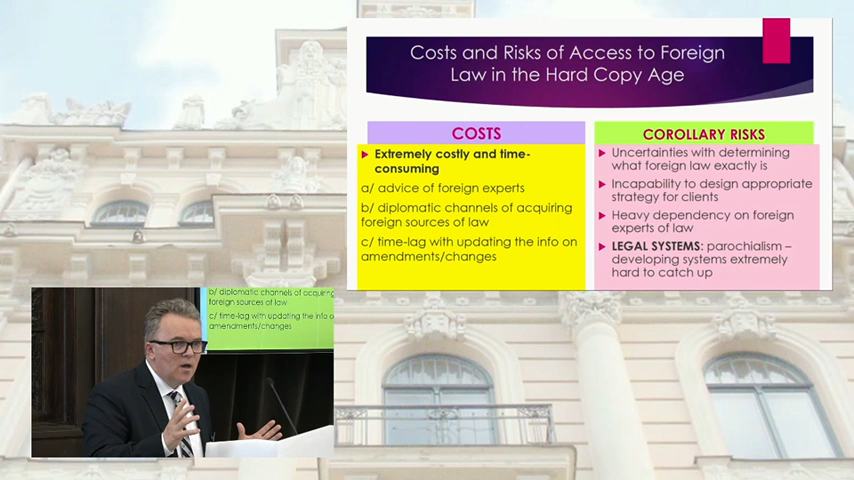 Costs and Risks of Access to Foreign
Law in the Hard Copy Age
COSTS
Extremely costly and time-
consuming
a/ advice of foreign experts
b/ diplomatic channels of acquiring
foreign sources of law
c/ time-lag with updating the info on
amendments/changes
COROLLARY RISKS
Uncertainties with determining
what foreign law exactly is
Incapability to design appropriate
strategy for clients
Heavy dependency on foreign
experts of law
LEGAL SYSTEMS: parochialism –
developing systems extremely
hard to catch up
b/ diplomatic channels of acquiring
foreign sources of law
c/ time-lag with updating the info o
amendments/changes